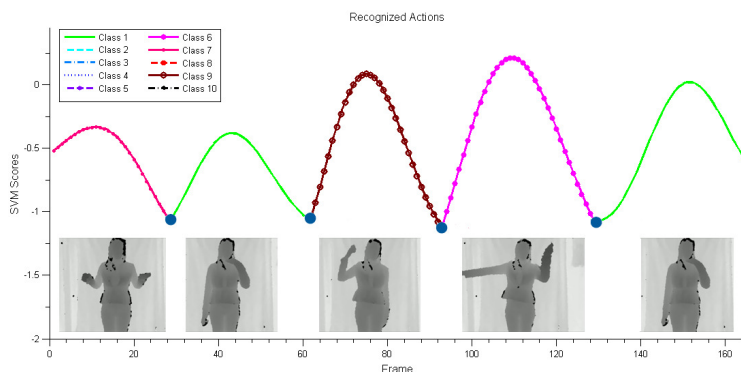 Recognized Actions
Class 1 Class 6
Class 2 Class 7
Class 3 Class 8
Class 4 Class 9
Class 5 Class 10
SVM Scores
0
-0.5
-1
-1.5
-2
0 20 40 60 80 100 120 140 160
Frame